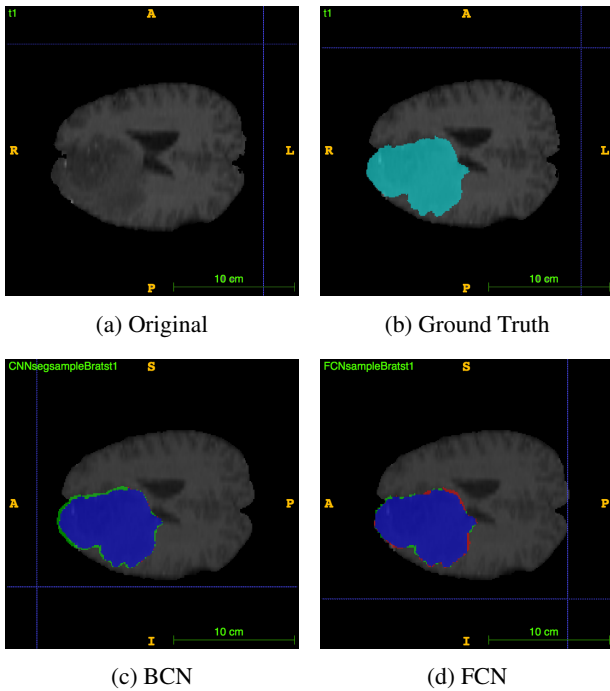 t1
A
R
L
10 cm
P
(a) Original
t1
A
R
L
10 cm
P
(b) Ground Truth
CNNsegsampleBratst1
S
A
P
10 cm
I
(c) BCN
FCNsampleBratst1
S
A
P
10 cm
I
(d) FCN